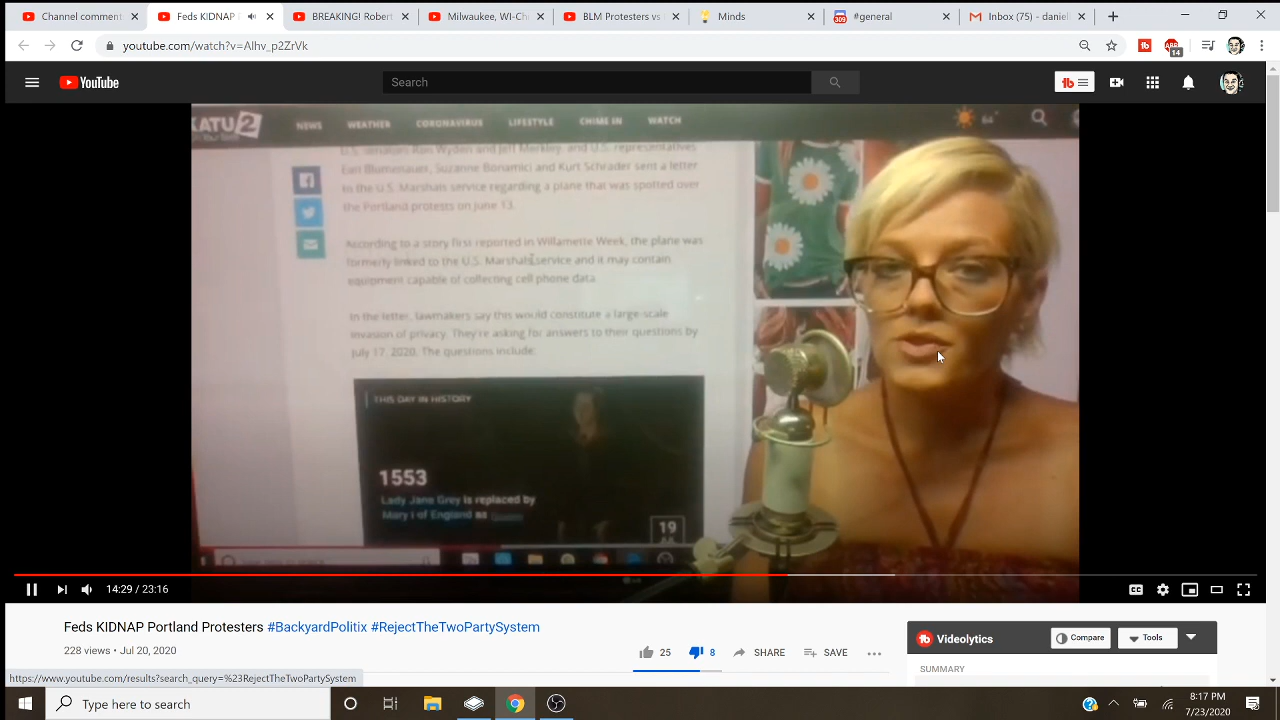 Channel comment
Feds KIDNAP
BREAKING! Robert
Milwaukee, WI-Ch
BLM Protesters vs
Minds
309
#general
Inbox (75) - daniel
youtube.com/watch?v=AIhv_p2ZrVk
14
YouTube
Search
KATU 2
NEWS
WEATHER
CORONAVIRUS
LIFESTYLE
CHIME IN
WATCH
64°
U.S. senators Ron Wyden and Jeff Merkley, and U.S. representatives
Earl Blumenauer, Suzanne Bonamici and Kurt Schrader sent a letter
to the U.S. Marshals service regarding a plane that was spotted over
the Portland protests on June 13.
According to a story first reported in Willamette Week, the plane was
formerly linked to the U.S. Marshals service and it may contain
equipment capable of collecting cell phone data.
In the letter, lawmakers say this would constitute a large-scale
invasion of privacy. They're asking for answers to their questions by
July 17, 2020. The questions include:
THIS DAY IN HISTORY
1553
Lady Jane Grey is replaced by
Mary I of England as Queen
19
14:29 / 23:16
Feds KIDNAP Portland Protesters #BackyardPolitix #RejectTheTwoPartySystem
228 views • Jul 20, 2020
25
8
SHARE
SAVE
Videolytics
Compare
Tools
SUMMARY
https://www.youtube.com/results?search_query=%23RejectTheTwoPartySystem
Type here to search
8:17 PM
7/23/2020